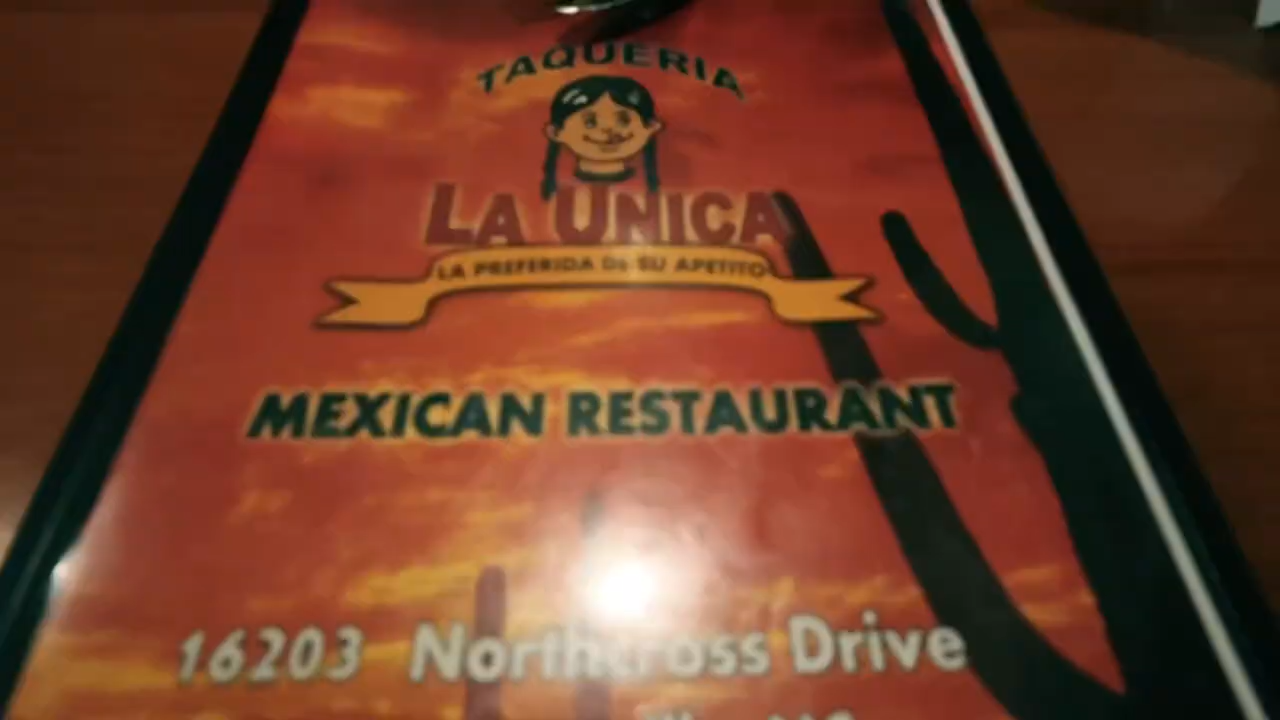 TAQUERIA
LA UNICA
LA PREFERIDA DE SU APETITO
MEXICAN RESTAURANT
16203 Northcross Drive